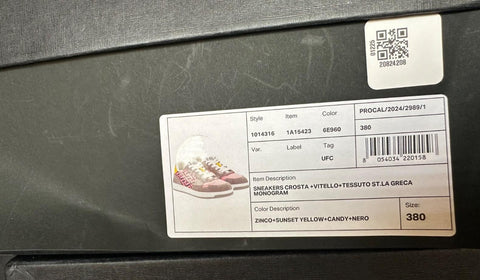 01225
20824208
Style Item Color PROCAL/2024/2989/1
1014316 1A15423 6E960 380
Var. Label Tag
UFC
8 054034 220158
Item Description
SNEAKERS CROSTA+VITELLO+TESSUTO ST.LA GRECA
MONOGRAM
Color Description Size:
ZINCO+SUNSET YELLOW+CANDY+NERO 380